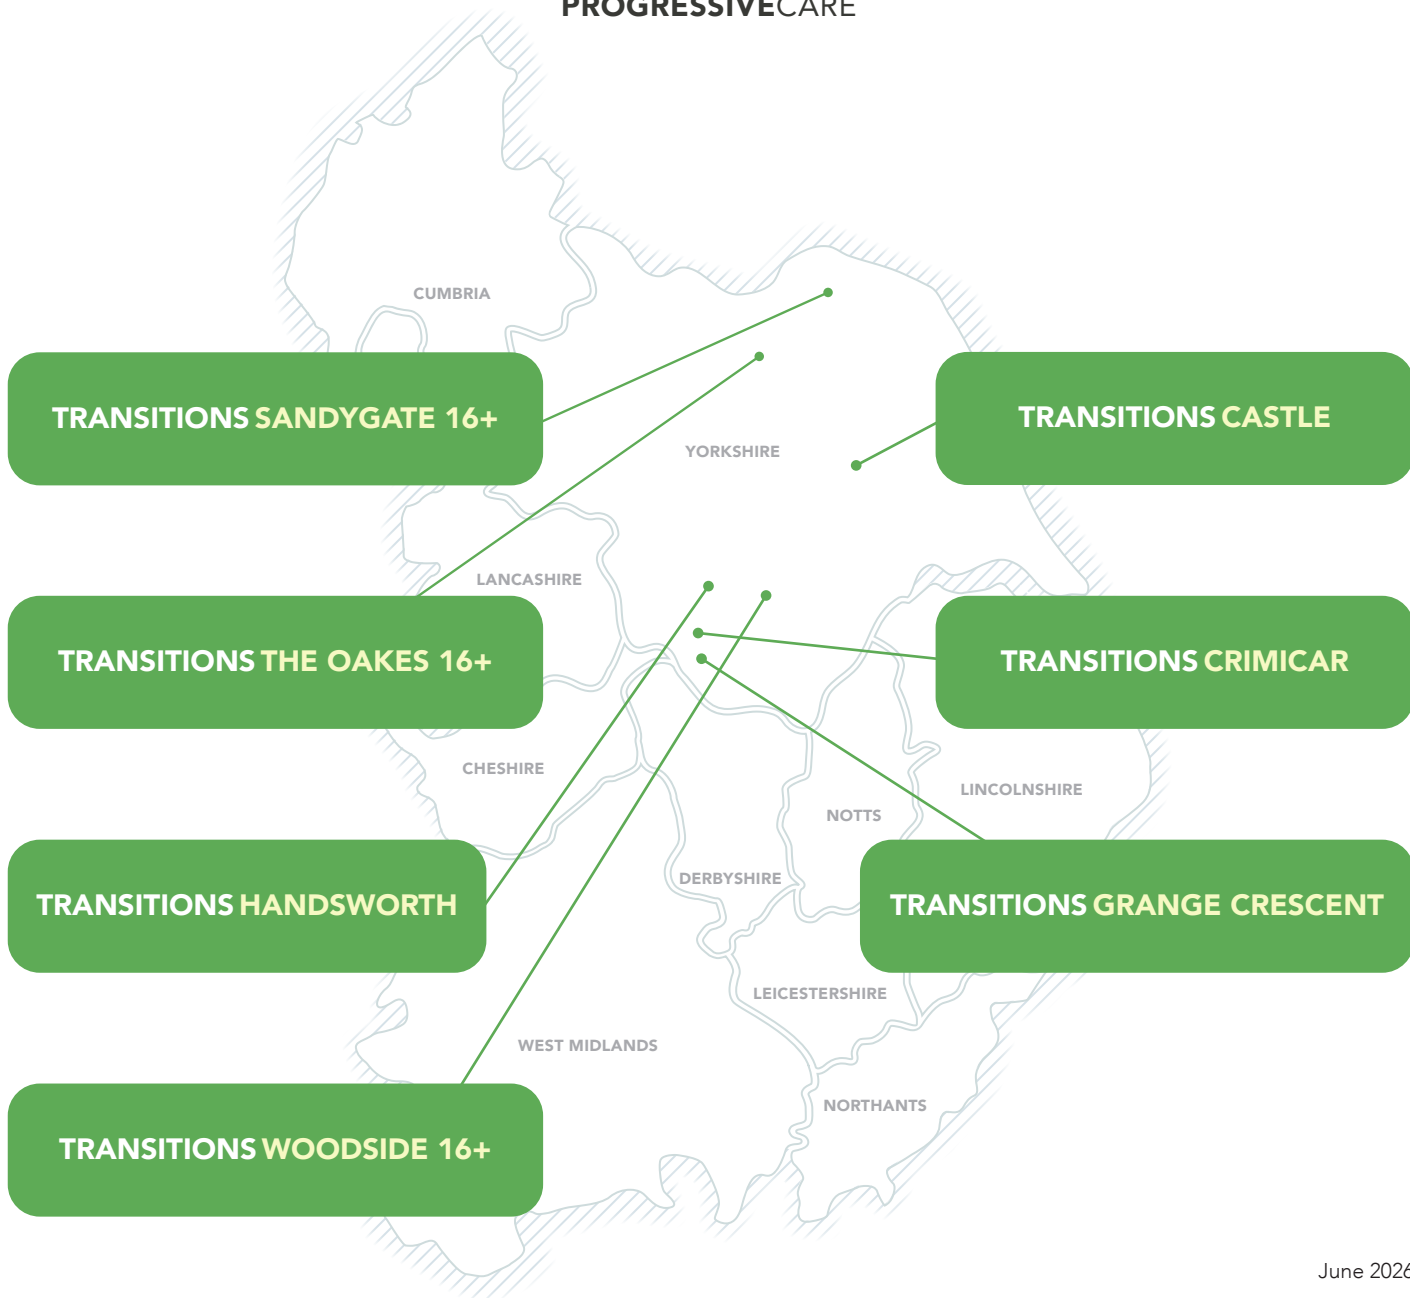 PROGRESSIVECARE
CUMBRIA
TRANSITIONS SANDYGATE 16+
TRANSITIONS CASTLE
YORKSHIRE
LANCASHIRE
TRANSITIONS THE OAKES 16+
TRANSITIONS CRIMICAR
CHESHIRE
LINCOLNSHIRE
NOTTS
DERBYSHIRE
TRANSITIONS HANDSWORTH
TRANSITIONS GRANGE CRESCENT
LEICESTERSHIRE
WEST MIDLANDS
NORTHANTS
TRANSITIONS WOODSIDE 16+
June 2026